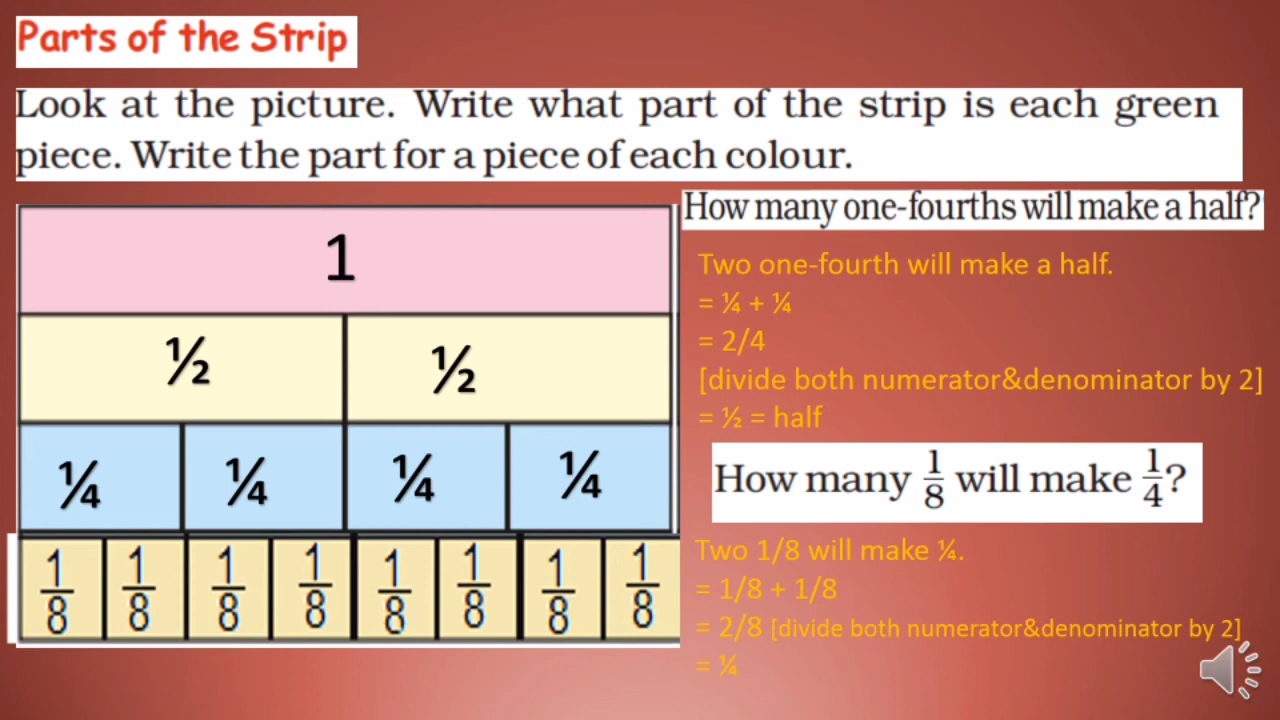 Parts of the Strip
Look at the picture. Write what part of the strip is each green
piece. Write the part for a piece of each colour.
1
½ ½
¼ ¼ ¼ ¼
1/8 1/8 1/8 1/8 1/8 1/8 1/8 1/8
How many one-fourths will make a half?
Two one-fourth will make a half.
= ¼ + ¼
= 2/4
[divide both numerator&denominator by 2]
= ½ = half
How many 1/8 will make 1/4?
Two 1/8 will make ¼.
= 1/8 + 1/8
= 2/8 [divide both numerator&denominator by 2]
= ¼